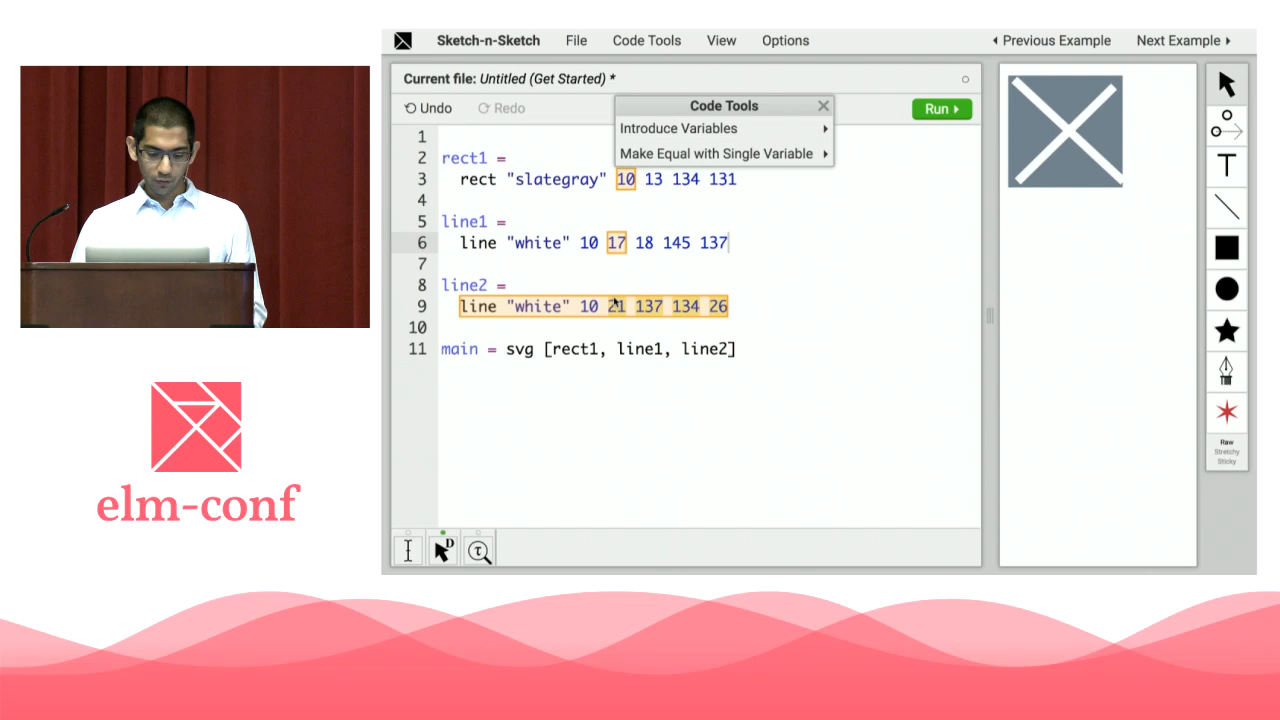 Sketch-n-Sketch File Code Tools View Options Previous Example Next Example
Current file: Untitled (Get Started) *
Undo Redo Run
Code Tools
Introduce Variables
Make Equal with Single Variable
1
2 rect1 =
3 rect "slategray" 10 13 134 131
4
5 line1 =
6 line "white" 10 17 18 145 137
7
8 line2 =
9 line "white" 10 21 137 134 26
10
11 main = svg [rect1, line1, line2]
D
τ
T
Raw
Stretchy
Sticky
elm-conf